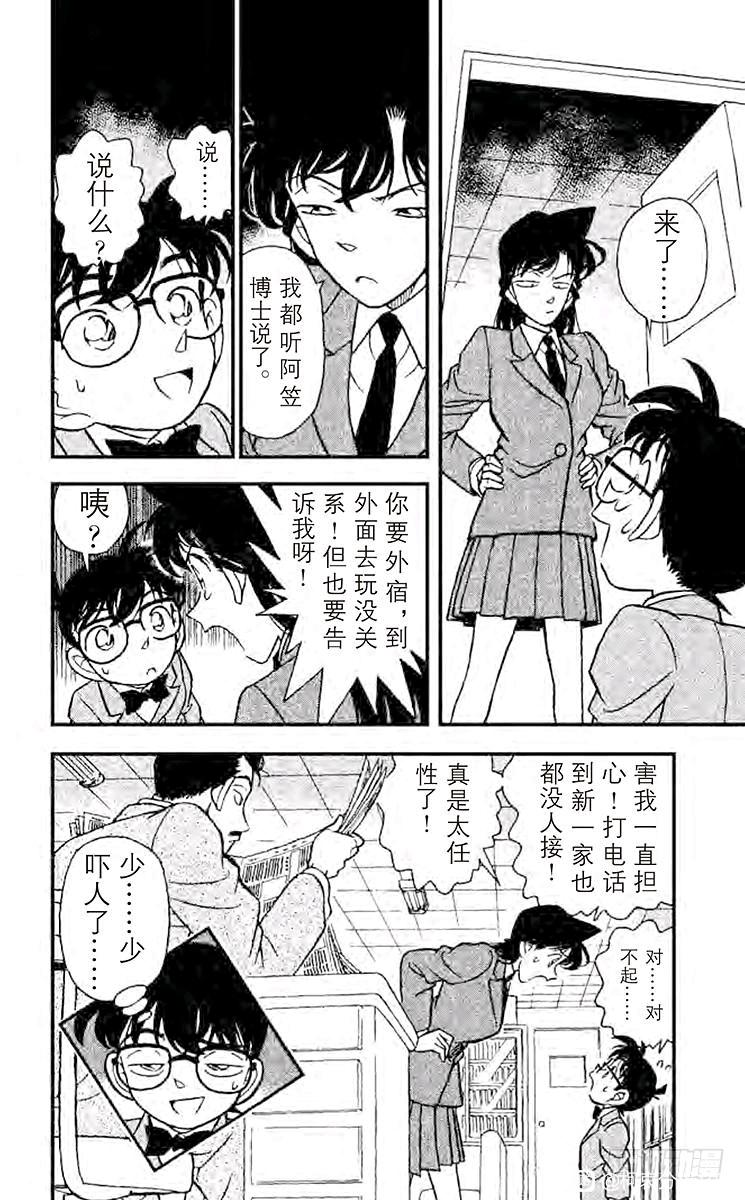 来了……
我都听阿笠
博士说了。
说……
说什么？
你要外宿，到
外面去玩没关
系！但也要告
诉我呀！
咦？
害我一直担
心！打电话
到新一家也
都没人接！
真是太任
性了！
对……对
不起……
少……少
吓人了……